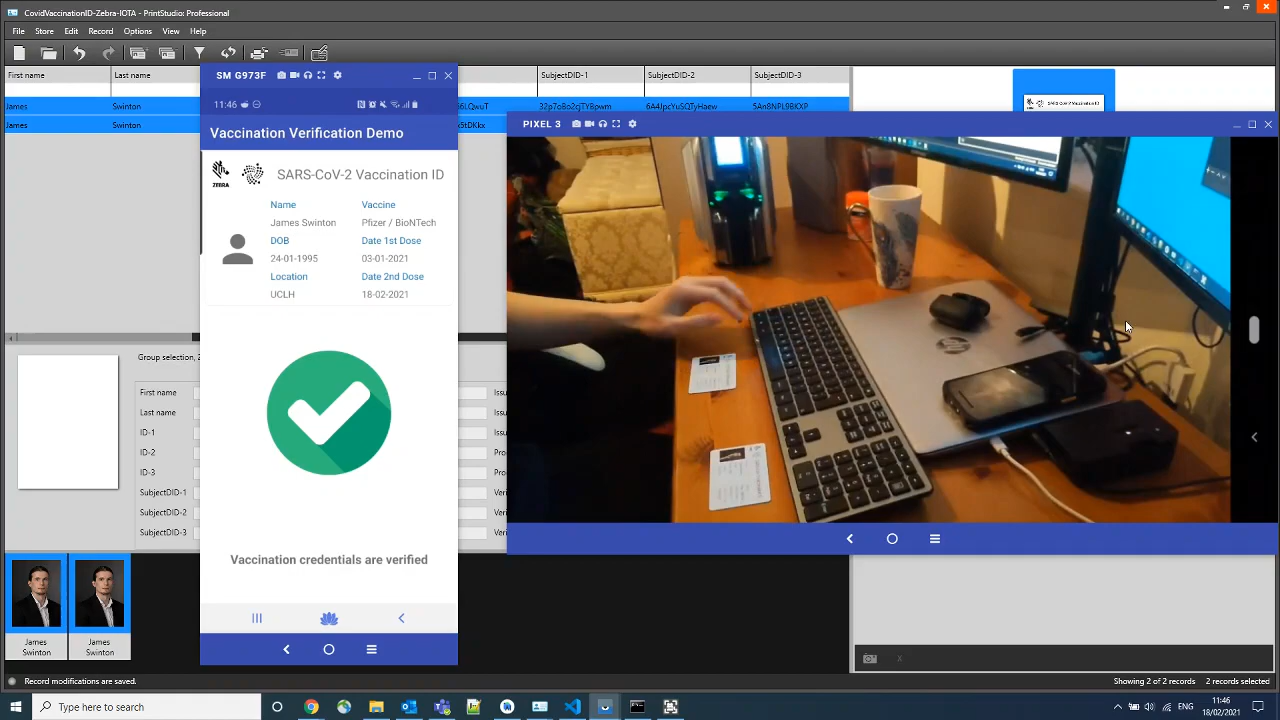 CovidVaccinationID-Zebra-IOTA - PrintStudio Professional
File Store Edit Record Options View Help
First name Last name SubjectDID-1 SubjectDID-2 SubjectDID-3
James Swinton
James Swinton
SARS-CoV-2 Vaccination ID
SM G973F
11:46
Vaccination Verification Demo
ZEBRA
SARS-CoV-2 Vaccination ID
Name Vaccine
James Swinton Pfizer / BioNTech
DOB Date 1st Dose
24-01-1995 03-01-2021
Location Date 2nd Dose
UCLH 18-02-2021
Vaccination credentials are verified
PIXEL 3
Group selection, 2
First name
Last name
ID-1
ID-2
ID-3
SubjectDID-1
SubjectDID-2
SubjectDID-3
James
Swinton
James
Swinton
Record modifications are saved.
Showing 2 of 2 records 2 records selected
Type here to search
11:46
18/02/2021